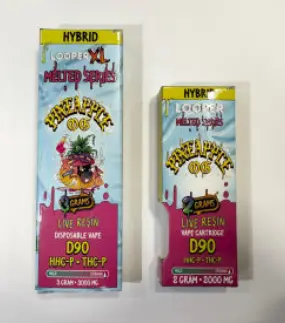 HYBRID
LOOPER XL
MELTED SERIES
PINEAPPLE
OG
GRAMS
LIVE RESIN
DISPOSABLE VAPE
D90
HHC-P • THC-P
3 GRAM - 3000 MG
HYBRID
LOOPER
MELTED SERIES
PINEAPPLE
OG
2 GRAMS
LIVE RESIN
VAPE CARTRIDGE
D90
HHC-P • THC-P
2 GRAM - 2000 MG